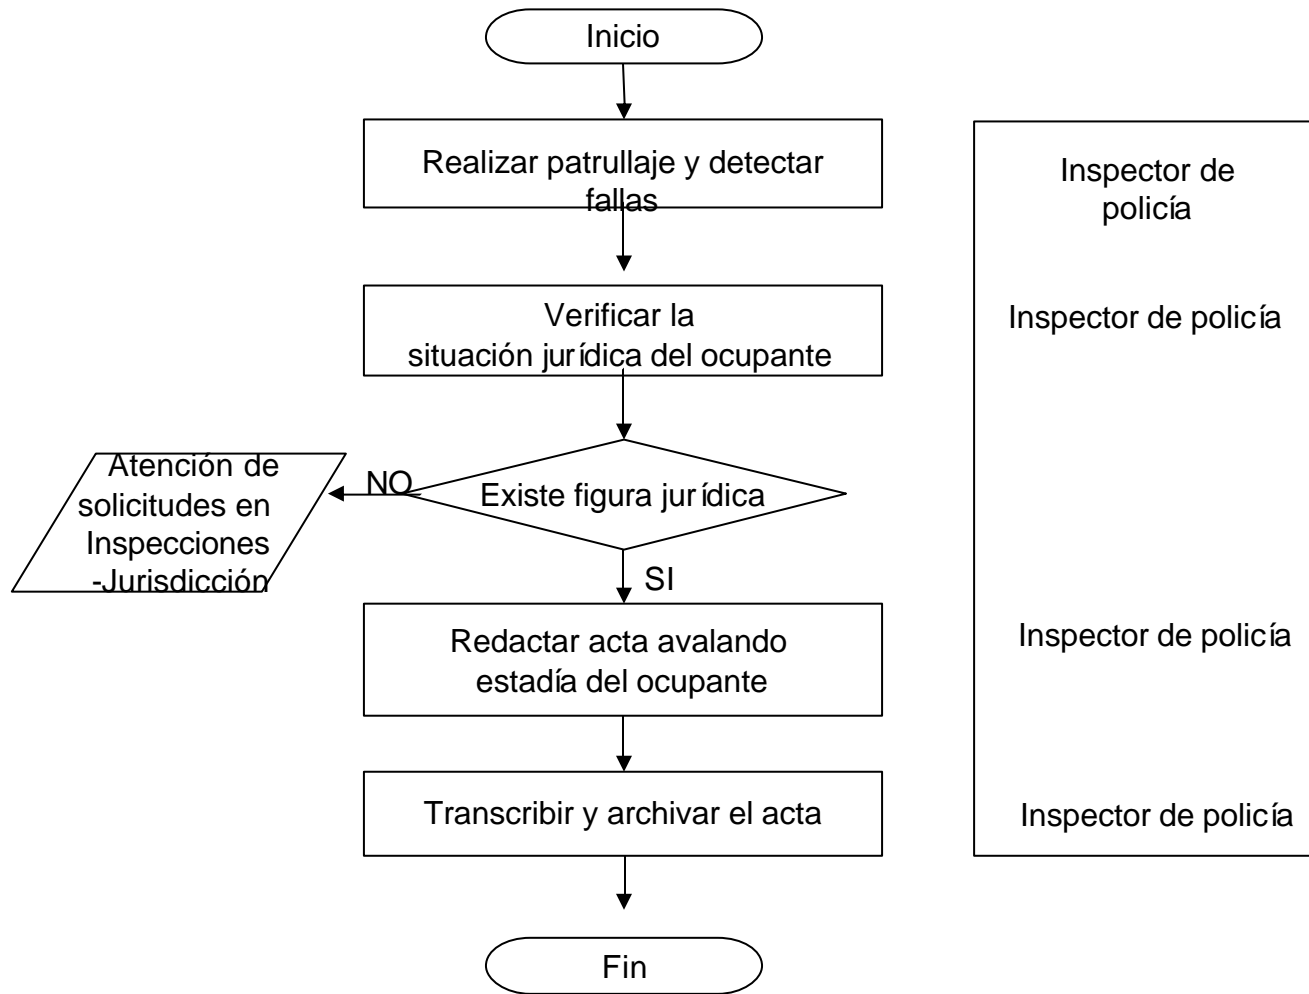 Inicio
Realizar patrullaje y detectar
fallas
Inspector de
policía
Verificar la
situación jurídica del ocupante
Inspector de policía
Atención de
solicitudes en
Inspecciones
-Jurisdicción
NO
Existe figura jurídica
SI
Redactar acta avalando
estadía del ocupante
Inspector de policía
Transcribir y archivar el acta
Inspector de policía
Fin